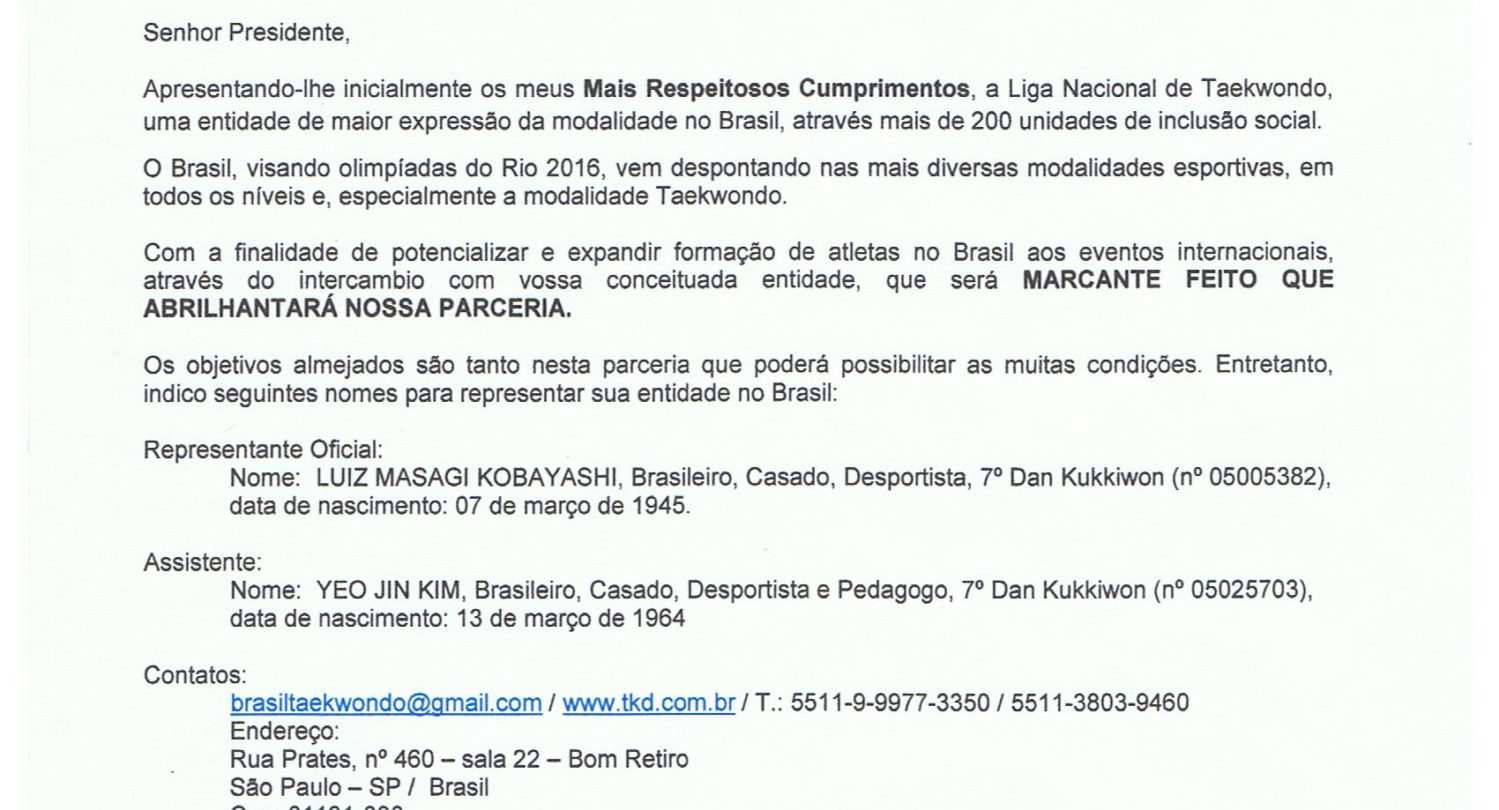 Senhor Presidente,
Apresentando-lhe inicialmente os meus Mais Respeitosos Cumprimentos, a Liga Nacional de Taekwondo,
uma entidade de maior expressão da modalidade no Brasil, através mais de 200 unidades de inclusão social.
O Brasil, visando olimpíadas do Rio 2016, vem despontando nas mais diversas modalidades esportivas, em
todos os níveis e, especialmente a modalidade Taekwondo.
Com a finalidade de potencializar e expandir formação de atletas no Brasil aos eventos internacionais,
através do intercambio com vossa conceituada entidade, que será MARCANTE FEITO QUE
ABRILHANTARÁ NOSSA PARCERIA.
Os objetivos almejados são tanto nesta parceria que poderá possibilitar as muitas condições. Entretanto,
indico seguintes nomes para representar sua entidade no Brasil:
Representante Oficial:
Nome: LUIZ MASAGI KOBAYASHI, Brasileiro, Casado, Desportista, 7º Dan Kukkiwon (nº 05005382),
data de nascimento: 07 de março de 1945.
Assistente:
Nome: YEO JIN KIM, Brasileiro, Casado, Desportista e Pedagogo, 7º Dan Kukkiwon (nº 05025703),
data de nascimento: 13 de março de 1964
Contatos:
brasiltaekwondo@gmail.com / www.tkd.com.br / T.: 5511-9-9977-3350 / 5511-3803-9460
Endereço:
Rua Prates, nº 460 – sala 22 – Bom Retiro
São Paulo – SP / Brasil